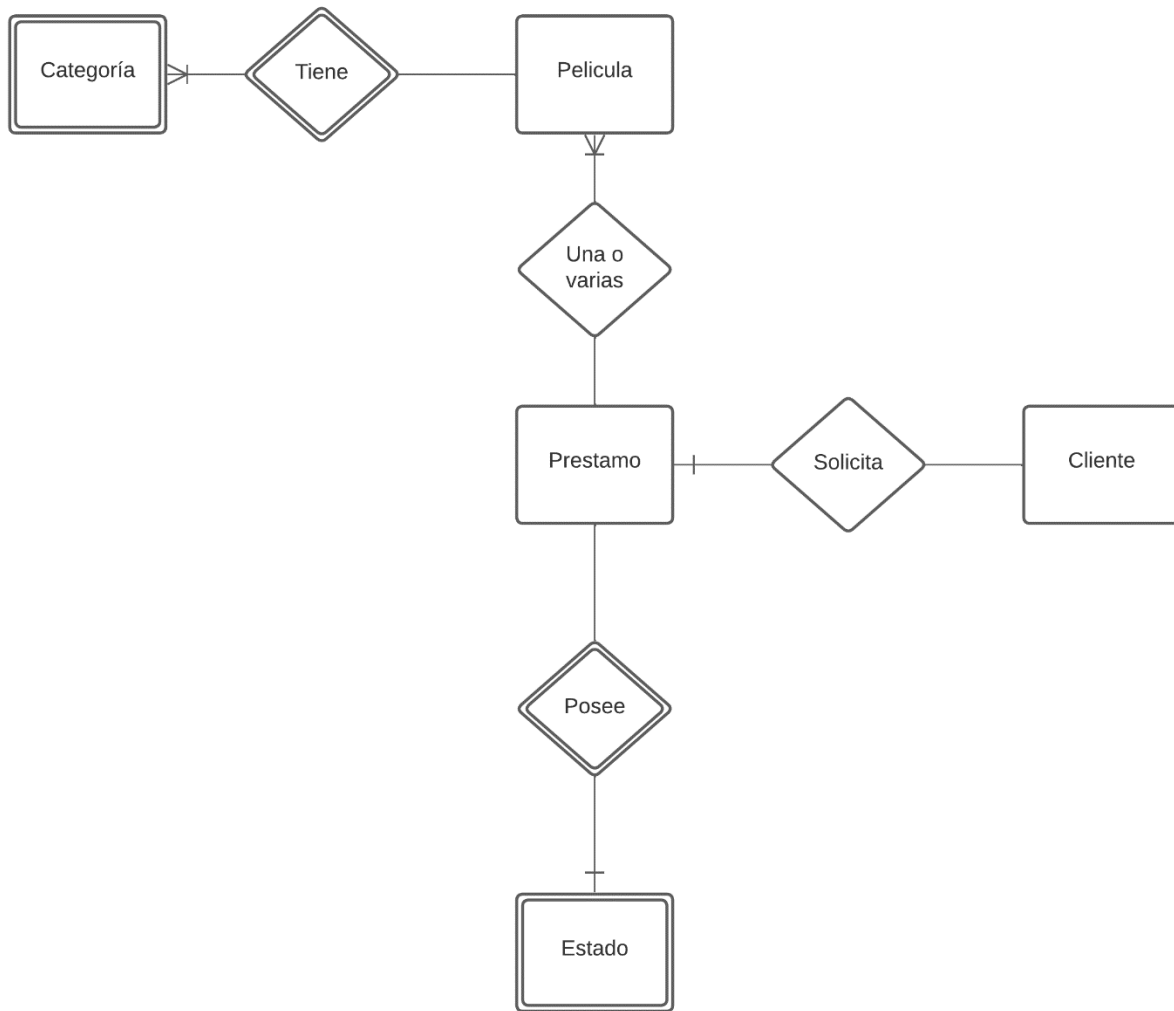 Categoría
Tiene
Pelicula
Una o
varias
Prestamo
Solicita
Cliente
Posee
Estado